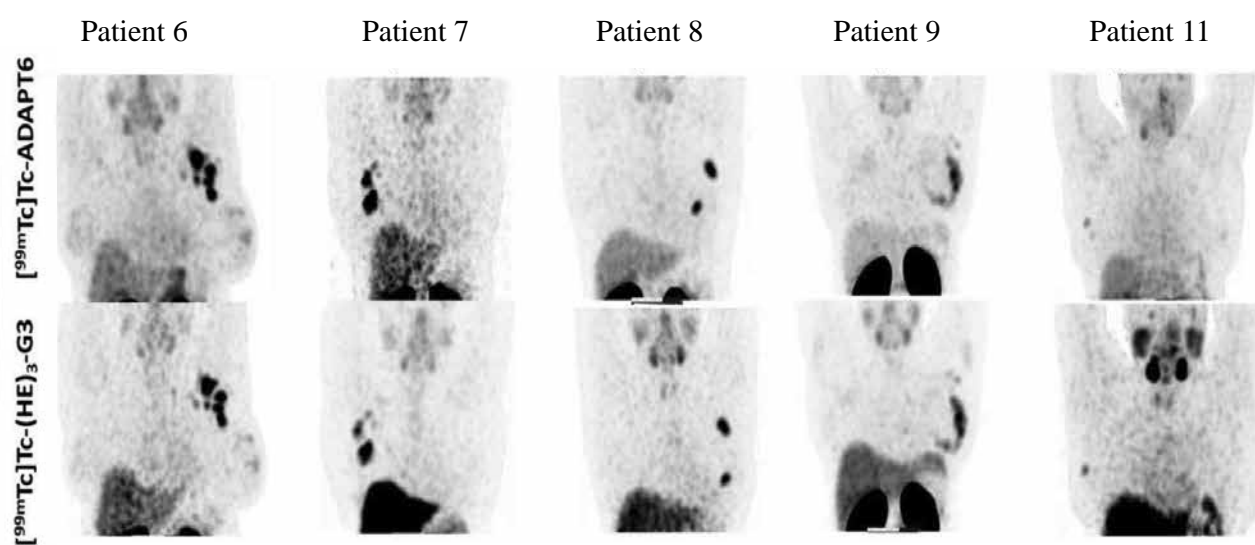 Patient 6
Patient 7
Patient 8
Patient 9
Patient 11
[⁹⁹ᵐTc]Tc-ADAPT6
[⁹⁹ᵐTc]Tc-(HE)₃-G3